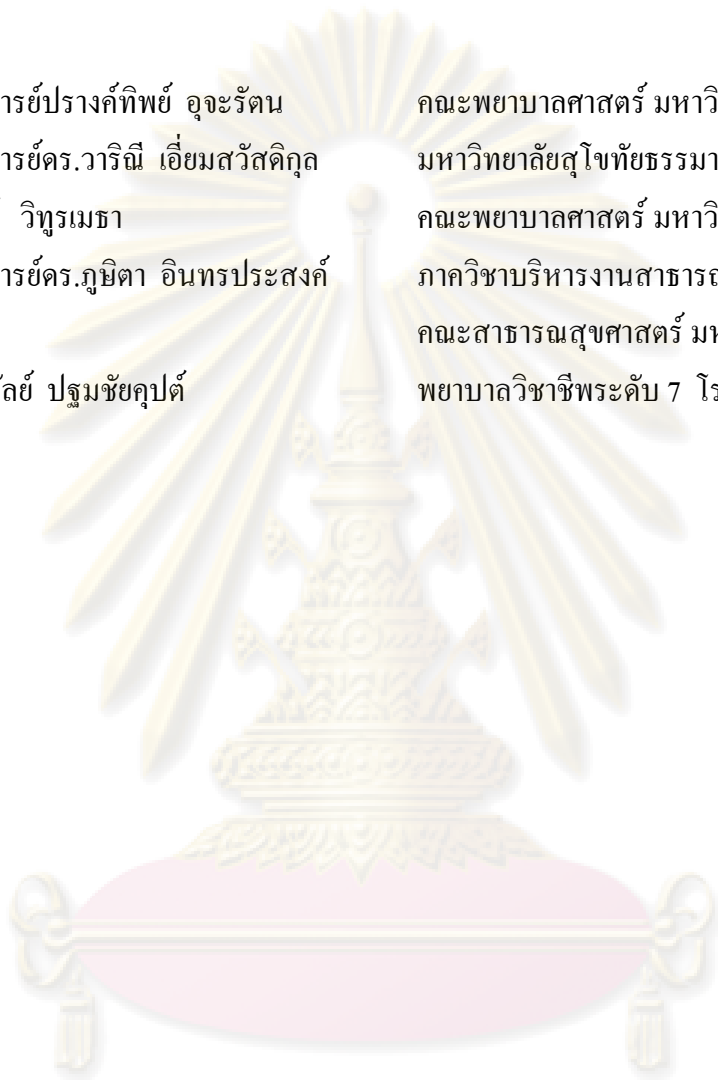 ารย์ปรางค์ทิพย์ อุจะรัตน คณะพยาบาลศาสตร์ มหาวิ
ารย์ดร.วาริณี เอี่ยมสวัสดิกุล มหาวิทยาลัยสุโขทัยธรรมา
วิทูรเมธา คณะพยาบาลศาสตร์ มหาวิ
ารย์ดร.ภูษิตา อินทรประสงค์ ภาควิชาบริหารงานสาธารณ
คณะสาธารณสุขศาสตร์ มห
ลย์ ปฐมชัยคุปต์ พยาบาลวิชาชีพระดับ 7 โร